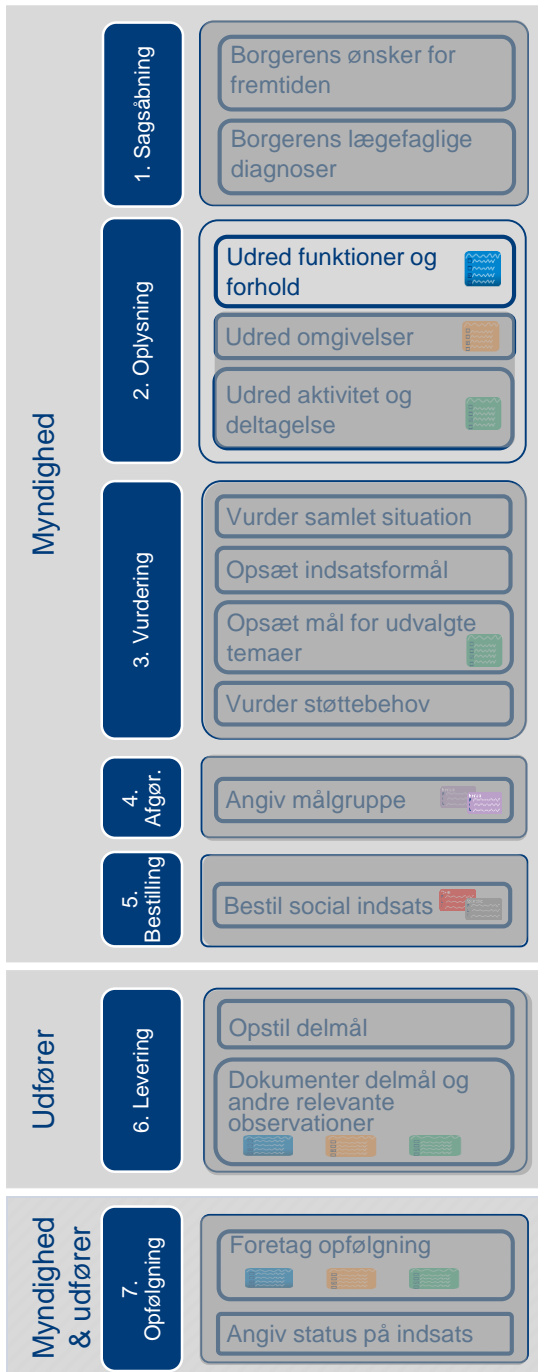 Myndighed
1. Sagsåbning
Borgerens ønsker for
fremtiden
Borgerens lægefaglige
diagnoser
2. Oplysning
Udred funktioner og
forhold
Udred omgivelser
Udred aktivitet og
deltagelse
3. Vurdering
Vurder samlet situation
Opsæt indsatsformål
Opsæt mål for udvalgte
temaer
Vurder støttebehov
4.
Afgør.
Angiv målgruppe
5.
Bestilling
Bestil social indsats
Udfører
6. Levering
Opstil delmål
Dokumenter delmål og
andre relevante
observationer
Myndighed
& udfører
7.
Opfølgning
Foretag opfølgning
Angiv status på indsats